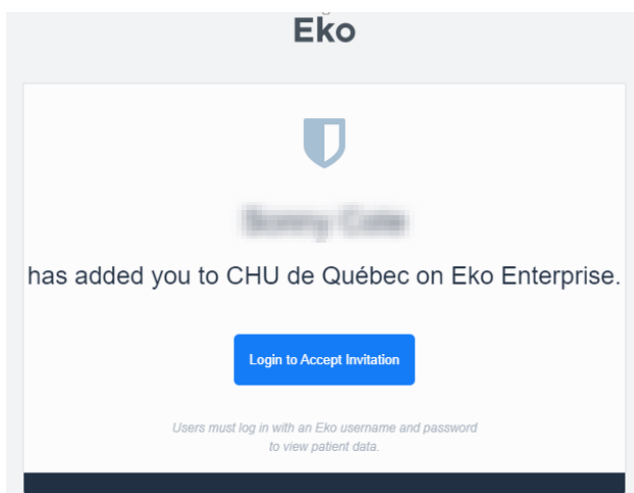 Eko
has added you to CHU de Québec on Eko Enterprise.
Login to Accept Invitation
Users must log in with an Eko username and password
to view patient data.